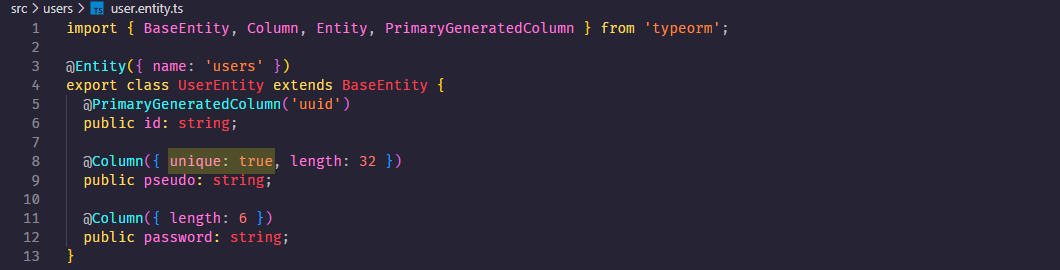 src > users > TS user.entity.ts
1 import { BaseEntity, Column, Entity, PrimaryGeneratedColumn } from 'typeorm';
2
3 @Entity({ name: 'users' })
4 export class UserEntity extends BaseEntity {
5   @PrimaryGeneratedColumn('uuid')
6   public id: string;
7
8   @Column({ unique: true, length: 32 })
9   public pseudo: string;
10
11   @Column({ length: 6 })
12   public password: string;
13 }